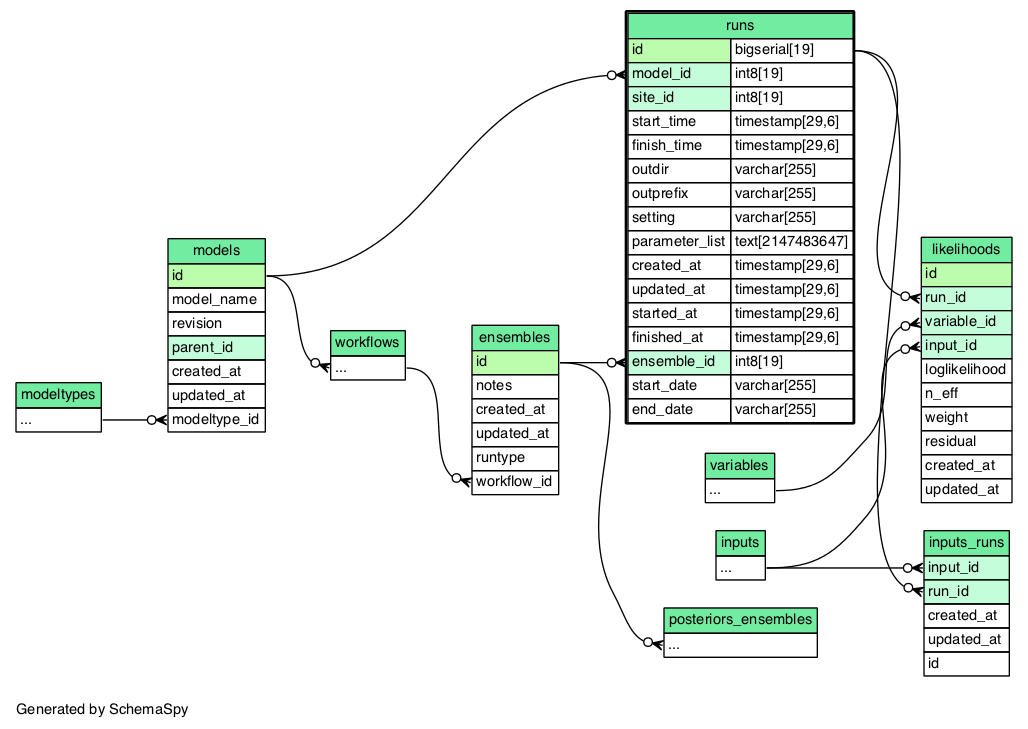 runs
id bigserial[19]
model_id int8[19]
site_id int8[19]
start_time timestamp[29,6]
finish_time timestamp[29,6]
outdir varchar[255]
outprefix varchar[255]
setting varchar[255]
parameter_list text[2147483647]
created_at timestamp[29,6]
updated_at timestamp[29,6]
started_at timestamp[29,6]
finished_at timestamp[29,6]
ensemble_id int8[19]
start_date varchar[255]
end_date varchar[255]
models
id
model_name
revision
parent_id
created_at
updated_at
modeltype_id
modeltypes
...
workflows
...
ensembles
id
notes
created_at
updated_at
runtype
workflow_id
likelihoods
id
run_id
variable_id
input_id
loglikelihood
n_eff
weight
residual
created_at
updated_at
variables
...
inputs
...
inputs_runs
input_id
run_id
created_at
updated_at
id
posteriors_ensembles
...
Generated by SchemaSpy